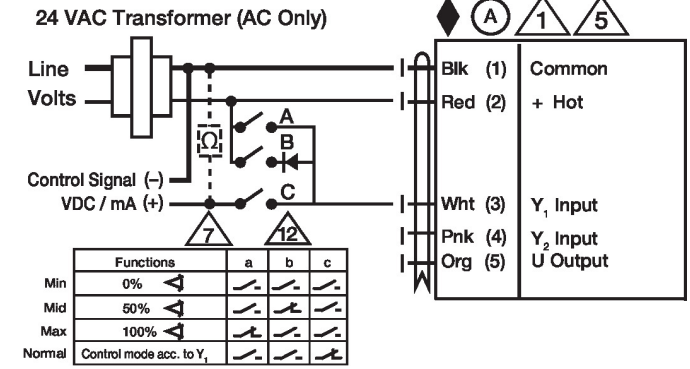 24 VAC Transformer (AC Only)
A 1 5
Line
Volts
Blk (1) Common
Red (2) + Hot
A
Ω
B
Control Signal (–)
VDC / mA (+)
C
Wht (3) Y1 Input
7 12
Pnk (4) Y2 Input
Org (5) U Output
Functions a b c
Min 0%
Mid 50%
Max 100%
Normal Control mode acc. to Y1